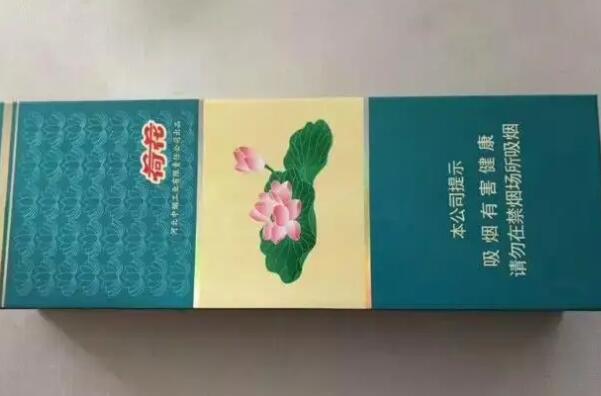 荷花
河北中烟工业有限责任公司出品
本公司提示
吸烟有害健康
请勿在禁烟场所吸烟